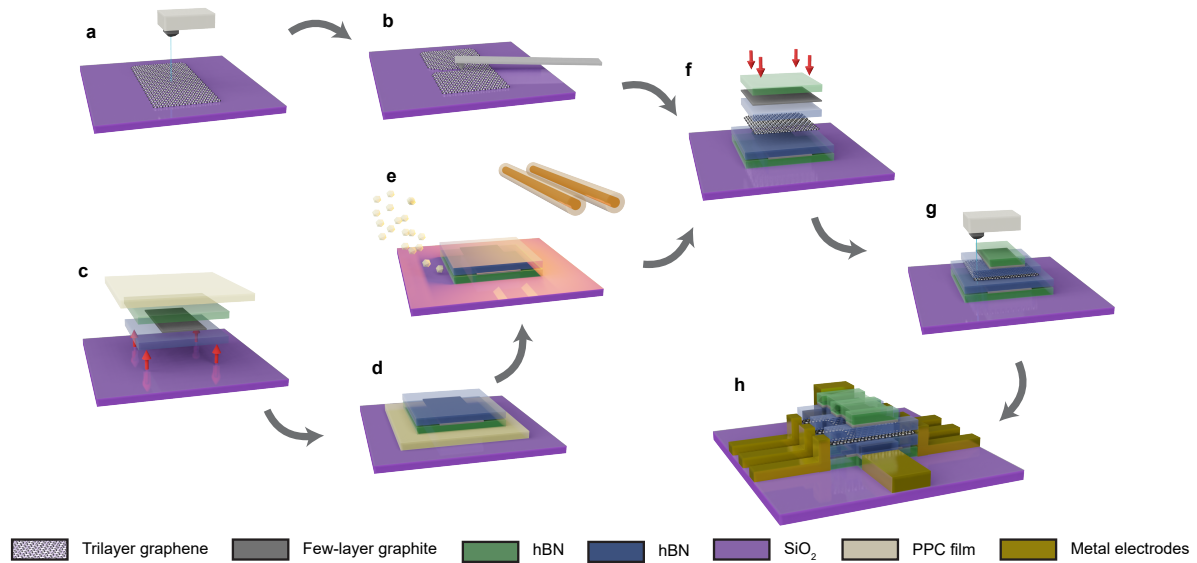 a
b
c
d
e
f
g
h
Trilayer graphene
Few-layer graphite
hBN
hBN
SiO₂
PPC film
Metal electrodes